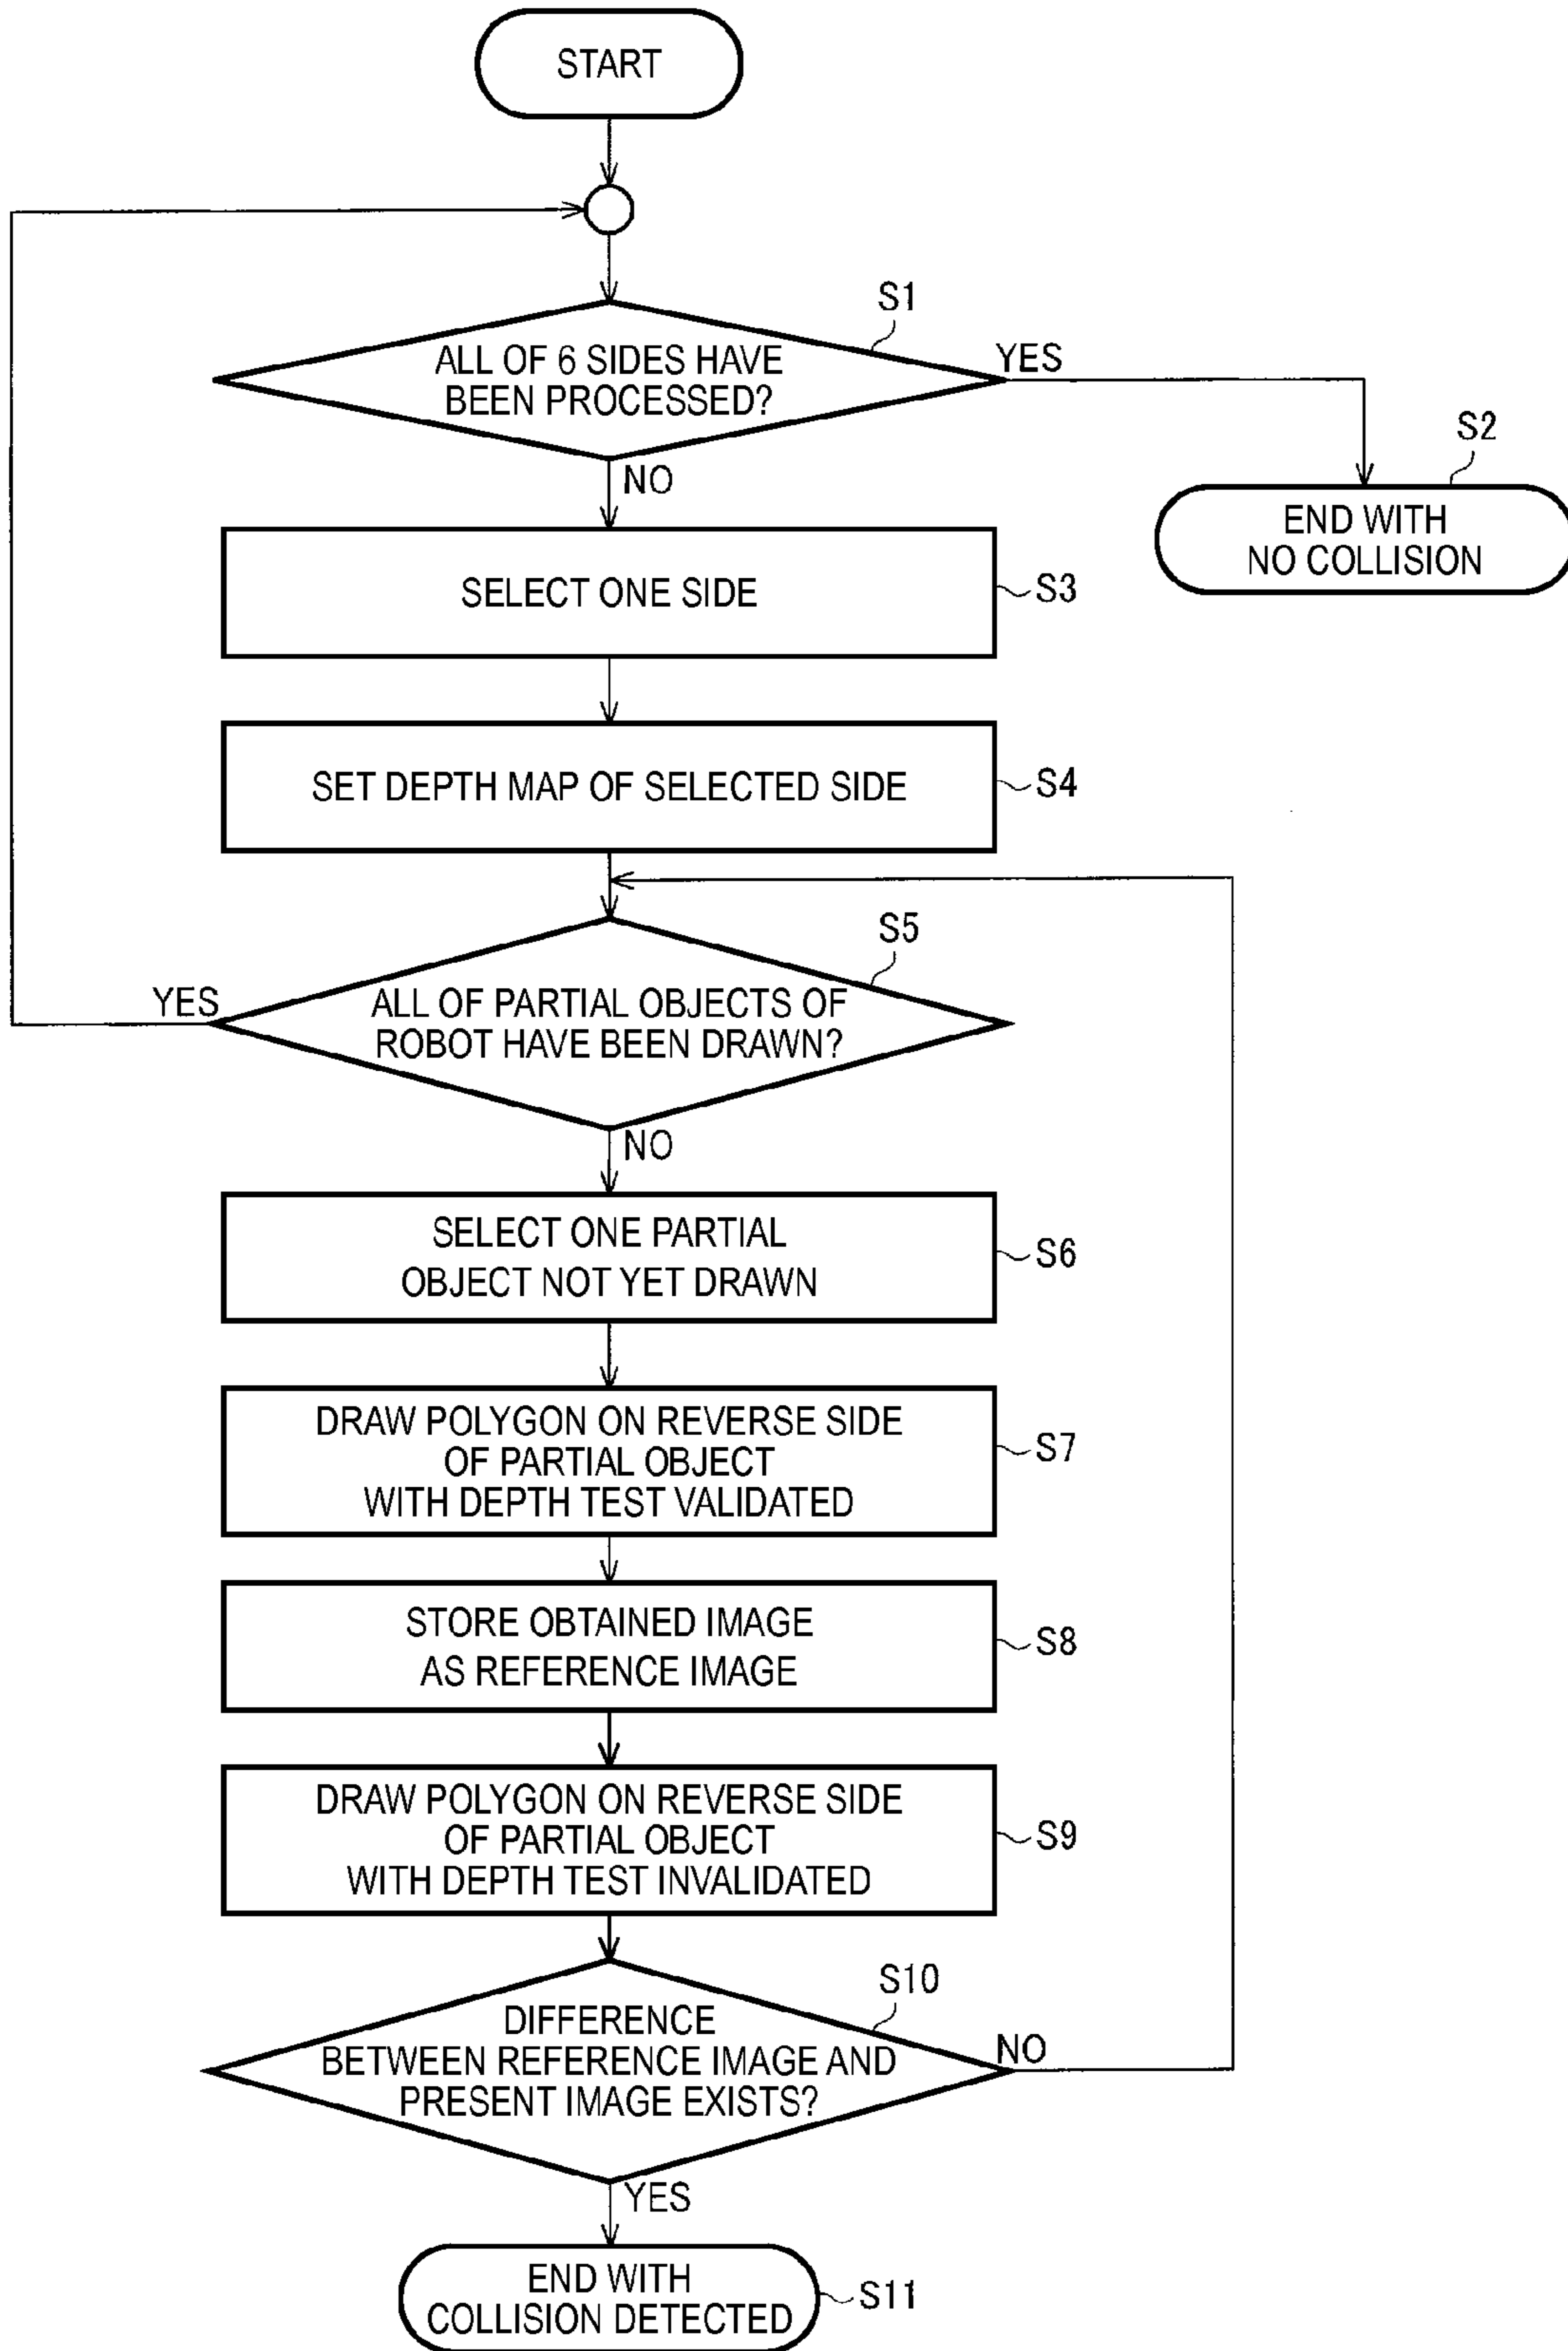 START
S1
ALL OF 6 SIDES HAVE
BEEN PROCESSED?
YES
S2
END WITH
NO COLLISION
NO
SELECT ONE SIDE
S3
SET DEPTH MAP OF SELECTED SIDE
S4
S5
YES
ALL OF PARTIAL OBJECTS OF
ROBOT HAVE BEEN DRAWN?
NO
SELECT ONE PARTIAL
OBJECT NOT YET DRAWN
S6
DRAW POLYGON ON REVERSE SIDE
OF PARTIAL OBJECT
WITH DEPTH TEST VALIDATED
S7
STORE OBTAINED IMAGE
AS REFERENCE IMAGE
S8
DRAW POLYGON ON REVERSE SIDE
OF PARTIAL OBJECT
WITH DEPTH TEST INVALIDATED
S9
S10
DIFFERENCE
BETWEEN REFERENCE IMAGE AND
PRESENT IMAGE EXISTS?
NO
YES
END WITH
COLLISION DETECTED
S11